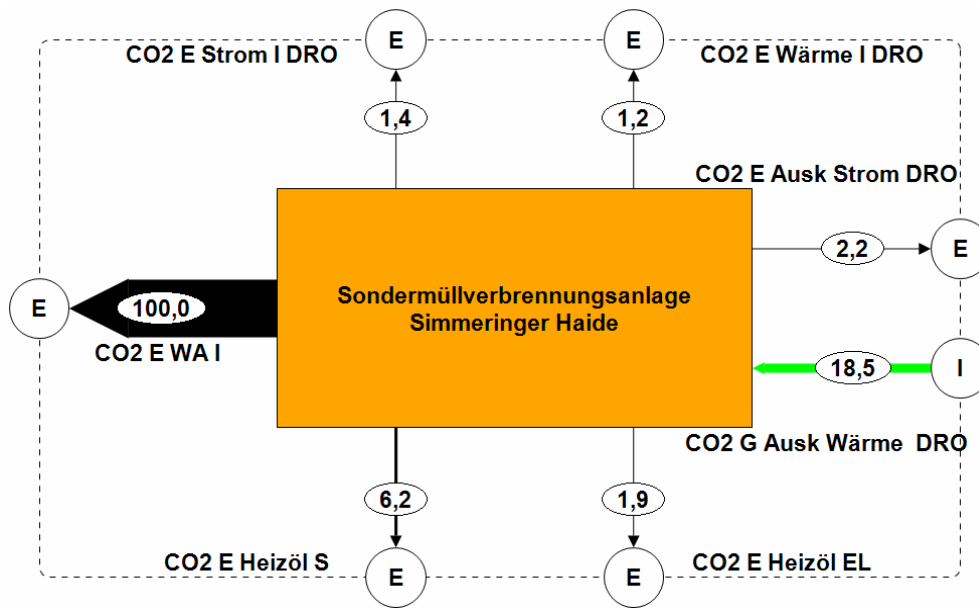 E
E
CO2 E Strom I DRO
CO2 E Wärme I DRO
1,4
1,2
CO2 E Ausk Strom DRO
2,2
E
Sondermüllverbrennungsanlage
Simmeringer Haide
E
100,0
CO2 E WA I
18,5
I
CO2 G Ausk Wärme  DRO
6,2
1,9
CO2 E Heizöl S
CO2 E Heizöl EL
E
E